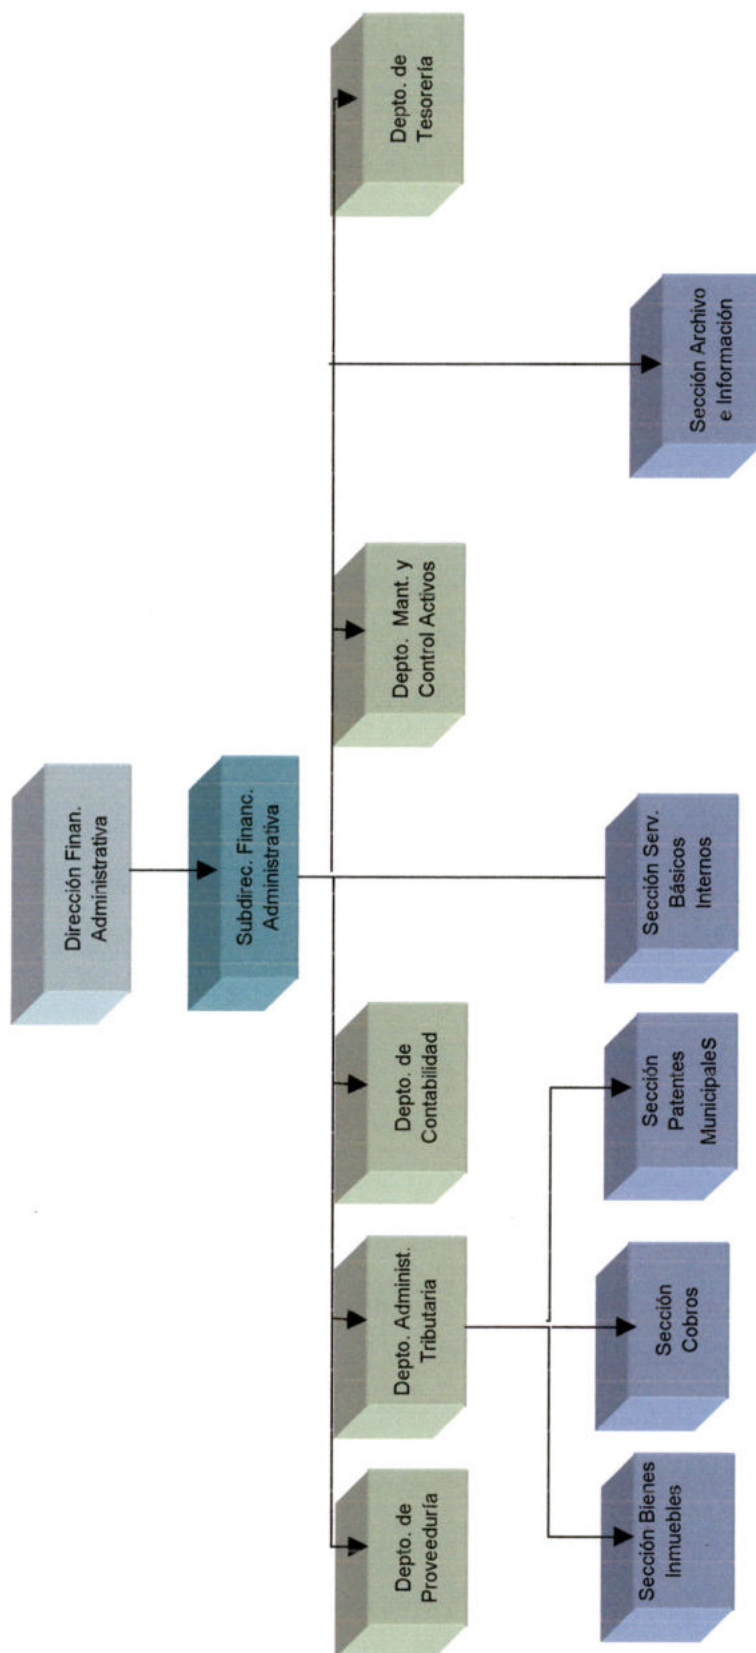 Dirección Finan.
Administrativa
Subdirec. Financ.
Administrativa
Depto. de
Proveeduría
Depto. Administ.
Tributaria
Depto. de
Contabilidad
Depto. Mant. y
Control Activos
Depto. de
Tesorería
Sección Bienes
Inmuebles
Sección
Cobros
Sección
Patentes
Municipales
Sección Serv.
Básicos
Internos
Sección Archivo
e Información